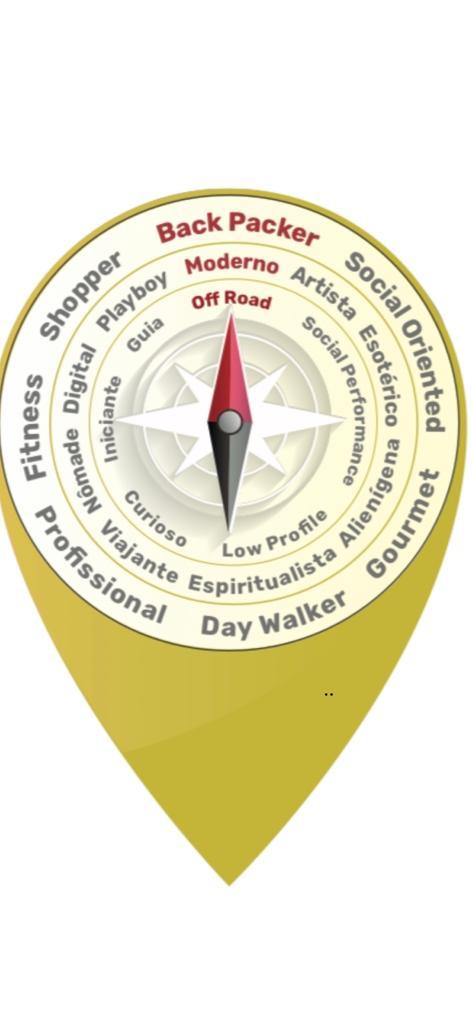 Back Packer
Social Oriented
Gourmet
Day Walker
Profissional
Fitness
Shopper
Moderno
Artista
Esotérico
Alienígena
Espiritualista
Viajante
Nômade Digital
Playboy
Off Road
Social Performance
Low Profile
Curioso
Iniciante
Guia